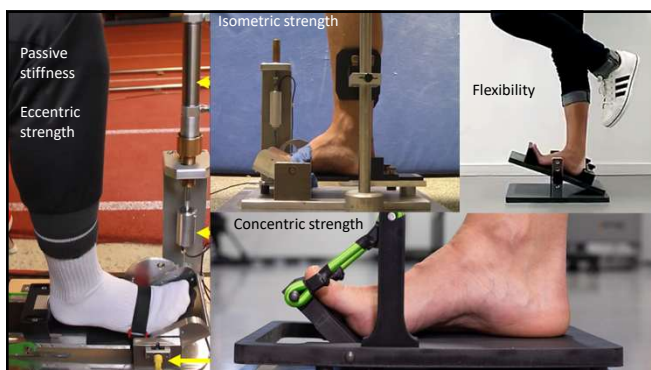 Passive
stiffness
Eccentric
strength
Isometric strength
Flexibility
Concentric strength